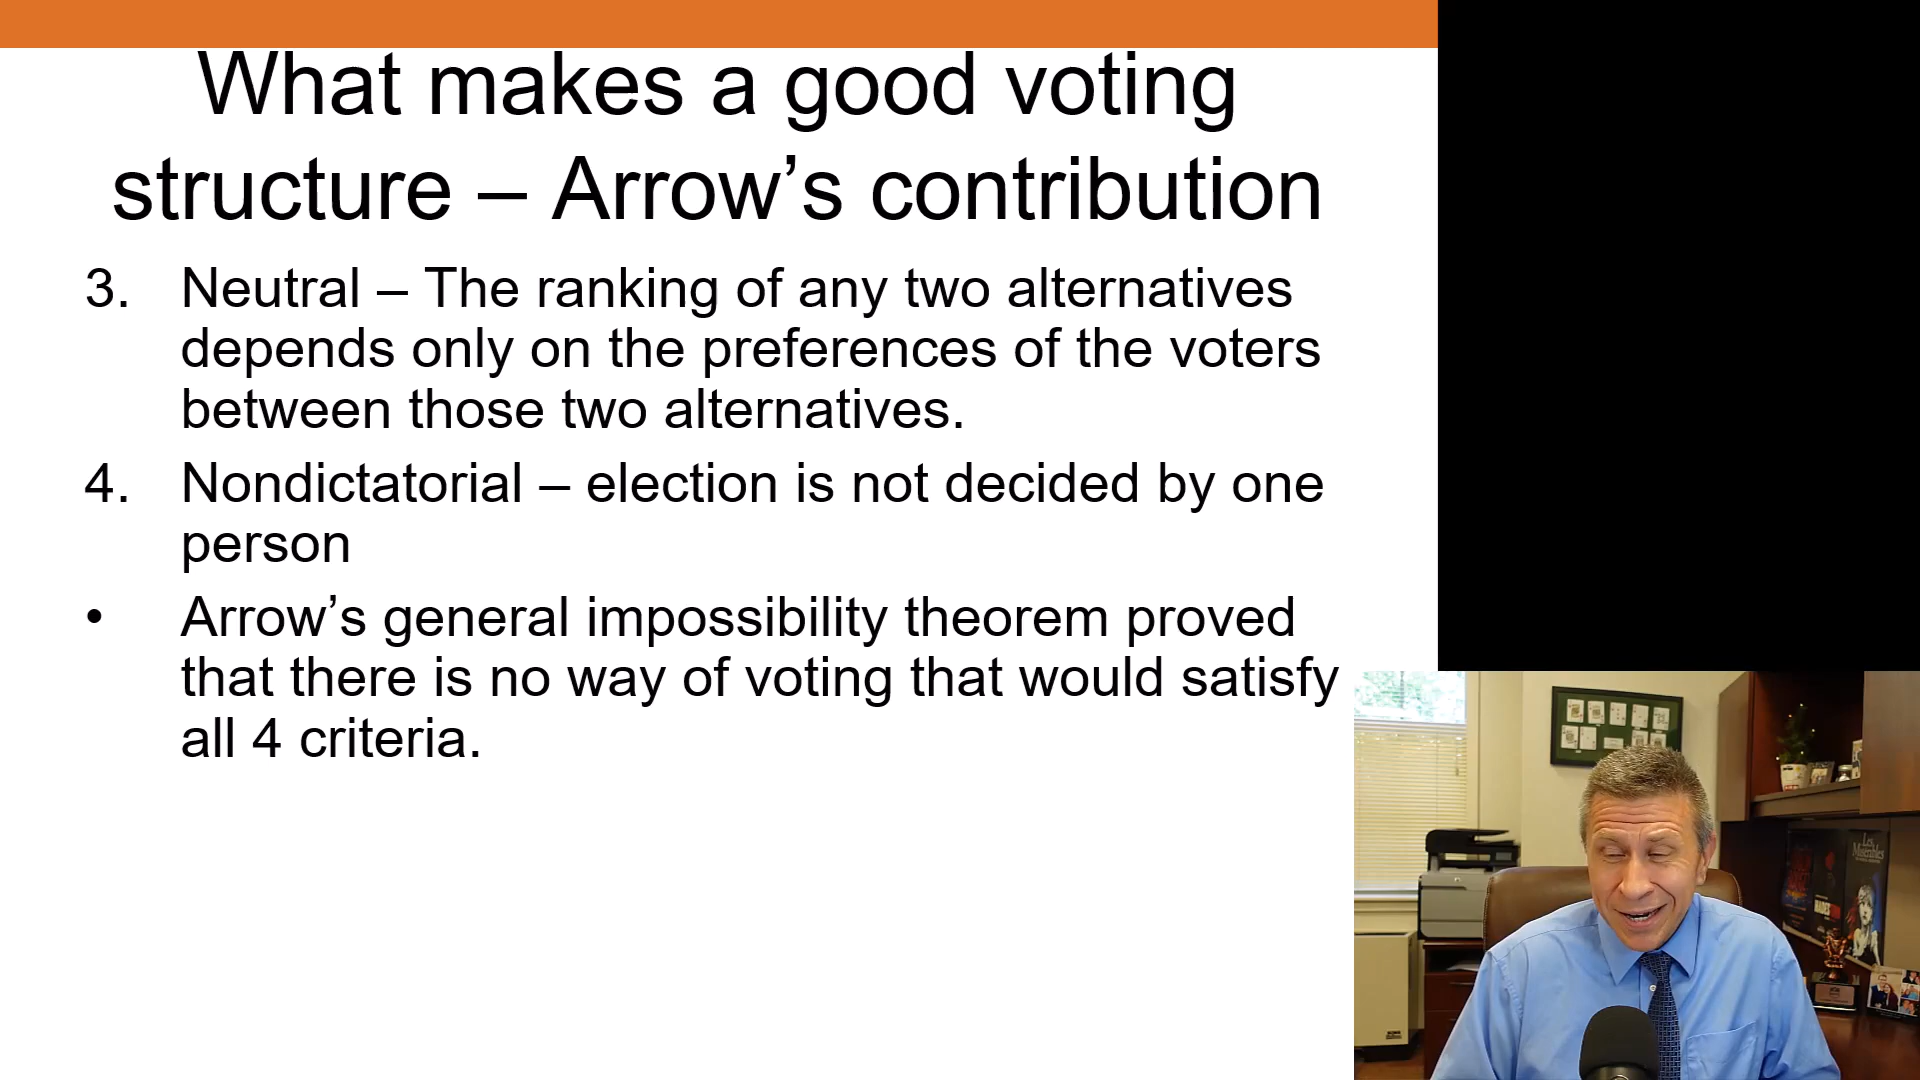 What makes a good voting
structure – Arrow’s contribution
3. Neutral – The ranking of any two alternatives
depends only on the preferences of the voters
between those two alternatives.
4. Nondictatorial – election is not decided by one
person
• Arrow’s general impossibility theorem proved
that there is no way of voting that would satisfy
all 4 criteria.
Les
Misérables